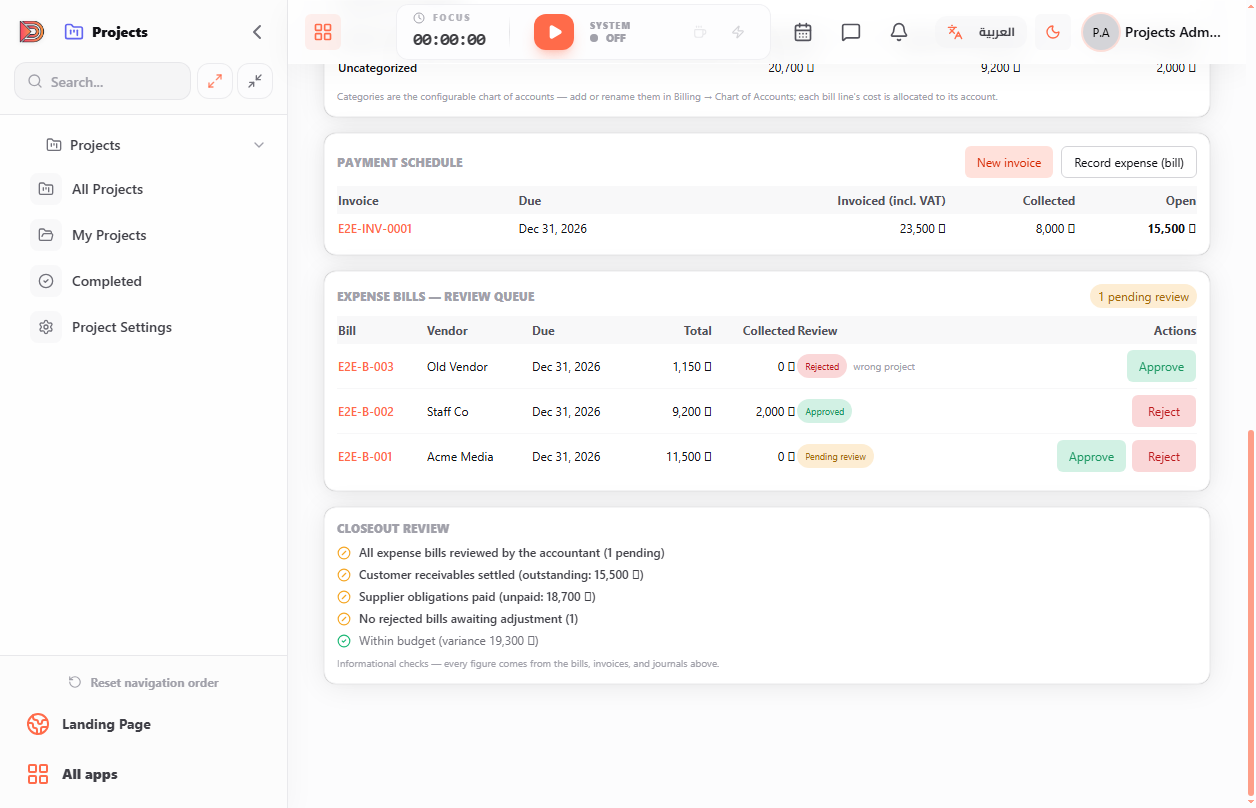 Projects
Search...
Projects
All Projects
My Projects
Completed
Project Settings
Reset navigation order
Landing Page
All apps
FOCUS
00:00:00
SYSTEM
OFF
العربية
P.A
Projects Adm...
Uncategorized 20,700 9,200 2,000
Categories are the configurable chart of accounts — add or rename them in Billing → Chart of Accounts; each bill line's cost is allocated to its account.
PAYMENT SCHEDULE
New invoice
Record expense (bill)
Invoice Due Invoiced (incl. VAT) Collected Open
E2E-INV-0001 Dec 31, 2026 23,500 8,000 15,500
EXPENSE BILLS — REVIEW QUEUE
1 pending review
Bill Vendor Due Total Collected Review Actions
E2E-B-003 Old Vendor Dec 31, 2026 1,150 0 Rejected wrong project Approve
E2E-B-002 Staff Co Dec 31, 2026 9,200 2,000 Approved Reject
E2E-B-001 Acme Media Dec 31, 2026 11,500 0 Pending review Approve Reject
CLOSEOUT REVIEW
All expense bills reviewed by the accountant (1 pending)
Customer receivables settled (outstanding: 15,500 )
Supplier obligations paid (unpaid: 18,700 )
No rejected bills awaiting adjustment (1)
Within budget (variance 19,300 )
Informational checks — every figure comes from the bills, invoices, and journals above.